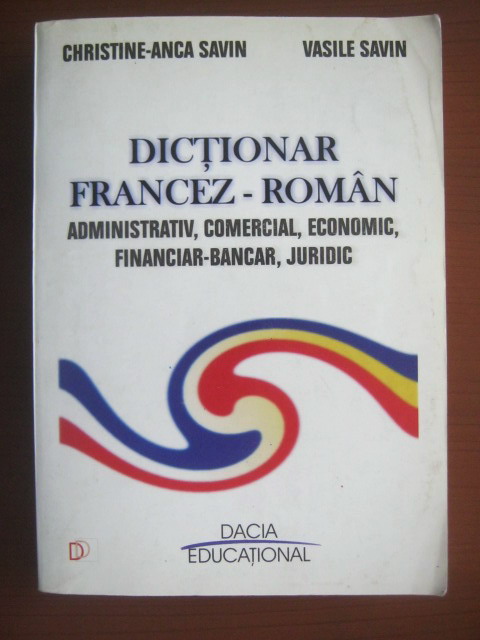 CHRISTINE-ANCA SAVIN VASILE SAVIN
DICȚIONAR
FRANCEZ - ROMÂN
ADMINISTRATIV, COMERCIAL, ECONOMIC,
FINANCIAR-BANCAR, JURIDIC
DACIA
EDUCAȚIONAL
D